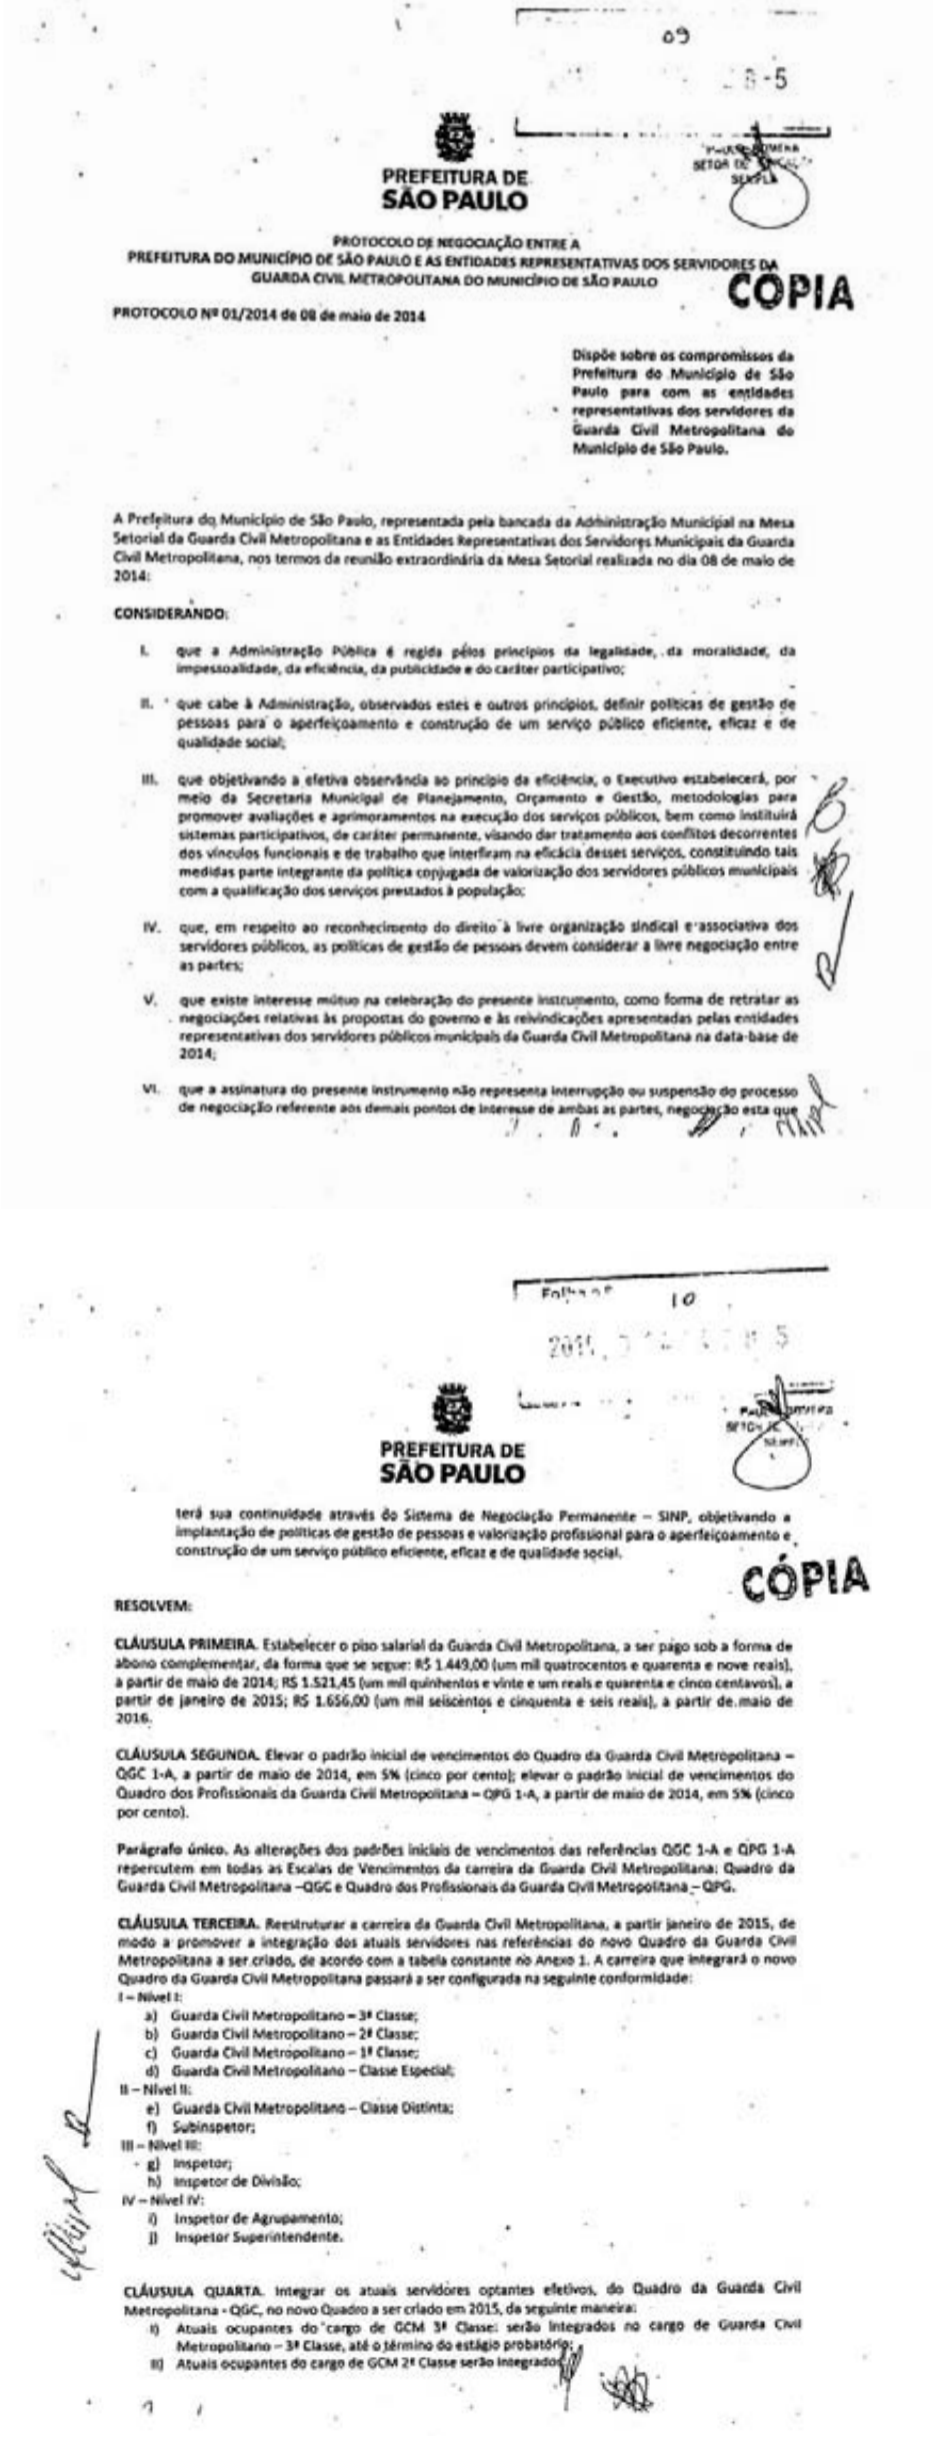 09
PREFEITURA DE
SÃO PAULO
PROTOCOLO DE NEGOCIAÇÃO ENTRE A
PREFEITURA DO MUNICÍPIO DE SÃO PAULO E AS ENTIDADES REPRESENTATIVAS DOS SERVIDORES DA
GUARDA CIVIL METROPOLITANA DO MUNICÍPIO DE SÃO PAULO
CÓPIA
PROTOCOLO Nº 01/2014 de 08 de maio de 2014
Dispõe sobre os compromissos da
Prefeitura do Município de São
Paulo para com as entidades
representativas dos servidores da
Guarda Civil Metropolitana do
Município de São Paulo.
A Prefeitura do Município de São Paulo, representada pela bancada da Administração Municipal na Mesa
Setorial da Guarda Civil Metropolitana e as Entidades Representativas dos Servidores Municipais da Guarda
Civil Metropolitana, nos termos da reunião extraordinária da Mesa Setorial realizada no dia 08 de maio de
2014:
CONSIDERANDO:
I. que a Administração Pública é regida pelos princípios da legalidade, da moralidade, da
impessoalidade, da eficiência, da publicidade e do caráter participativo;
II. que cabe à Administração, observados estes e outros princípios, definir políticas de gestão de
pessoas para o aperfeiçoamento e construção de um serviço público eficiente, eficaz e de
qualidade social;
III. que objetivando a efetiva observância ao princípio da eficiência, o Executivo estabelecerá, por
meio da Secretaria Municipal de Planejamento, Orçamento e Gestão, metodologias para
promover avaliações e aprimoramentos na execução dos serviços públicos, bem como instituirá
sistemas participativos, de caráter permanente, visando dar tratamento aos conflitos decorrentes
dos vínculos funcionais e de trabalho que interfiram na eficácia desses serviços, constituindo tais
medidas parte integrante da política conjugada de valorização dos servidores públicos municipais
com a qualificação dos serviços prestados à população;
IV. que, em respeito ao reconhecimento do direito à livre organização sindical e associativa dos
servidores públicos, as políticas de gestão de pessoas devem considerar a livre negociação entre
as partes;
V. que existe interesse mútuo na celebração do presente instrumento, como forma de retratar as
negociações relativas às propostas do governo e às reivindicações apresentadas pelas entidades
representativas dos servidores públicos municipais da Guarda Civil Metropolitana na data-base de
2014;
VI. que a assinatura do presente instrumento não representa interrupção ou suspensão do processo
de negociação referente aos demais pontos de interesse de ambas as partes, negociação esta que
10
PREFEITURA DE
SÃO PAULO
terá sua continuidade através do Sistema de Negociação Permanente – SINP, objetivando a
implantação de políticas de gestão de pessoas e valorização profissional para o aperfeiçoamento e
construção de um serviço público eficiente, eficaz e de qualidade social.
CÓPIA
RESOLVEM:
CLÁUSULA PRIMEIRA. Estabelecer o piso salarial da Guarda Civil Metropolitana, a ser pago sob a forma de
abono complementar, da forma que se segue: R$ 1.449,00 (um mil quatrocentos e quarenta e nove reais),
a partir de maio de 2014; R$ 1.521,45 (um mil quinhentos e vinte e um reais e quarenta e cinco centavos), a
partir de janeiro de 2015; R$ 1.656,00 (um mil seiscentos e cinquenta e seis reais), a partir de maio de
2016.
CLÁUSULA SEGUNDA. Elevar o padrão inicial de vencimentos do Quadro da Guarda Civil Metropolitana –
QGC 1-A, a partir de maio de 2014, em 5% (cinco por cento); elevar o padrão inicial de vencimentos do
Quadro dos Profissionais da Guarda Civil Metropolitana – QPG 1-A, a partir de maio de 2014, em 5% (cinco
por cento).
Parágrafo único. As alterações dos padrões iniciais de vencimentos das referências QGC 1-A e QPG 1-A
repercutem em todas as Escalas de Vencimentos da carreira da Guarda Civil Metropolitana: Quadro da
Guarda Civil Metropolitana –QGC e Quadro dos Profissionais da Guarda Civil Metropolitana – QPG.
CLÁUSULA TERCEIRA. Reestruturar a carreira da Guarda Civil Metropolitana, a partir janeiro de 2015, de
modo a promover a integração dos atuais servidores nas referências do novo Quadro da Guarda Civil
Metropolitana a ser criado, de acordo com a tabela constante no Anexo 1. A carreira que integrará o novo
Quadro da Guarda Civil Metropolitana passará a ser configurada na seguinte conformidade:
I – Nível I:
a) Guarda Civil Metropolitano – 3ª Classe;
b) Guarda Civil Metropolitano – 2ª Classe;
c) Guarda Civil Metropolitano – 1ª Classe;
d) Guarda Civil Metropolitano – Classe Especial;
II – Nível II:
e) Guarda Civil Metropolitano – Classe Distinta;
f) Subinspetor;
III – Nível III:
g) Inspetor;
h) Inspetor de Divisão;
IV – Nível IV:
i) Inspetor de Agrupamento;
j) Inspetor Superintendente.
CLÁUSULA QUARTA. Integrar os atuais servidores optantes efetivos, do Quadro da Guarda Civil
Metropolitana - QGC, no novo Quadro a ser criado em 2015, da seguinte maneira:
I) Atuais ocupantes do cargo de GCM 3ª Classe: serão integrados no cargo de Guarda Civil
Metropolitano – 3ª Classe, até o término do estágio probatório;
II) Atuais ocupantes do cargo de GCM 2ª Classe serão integrados